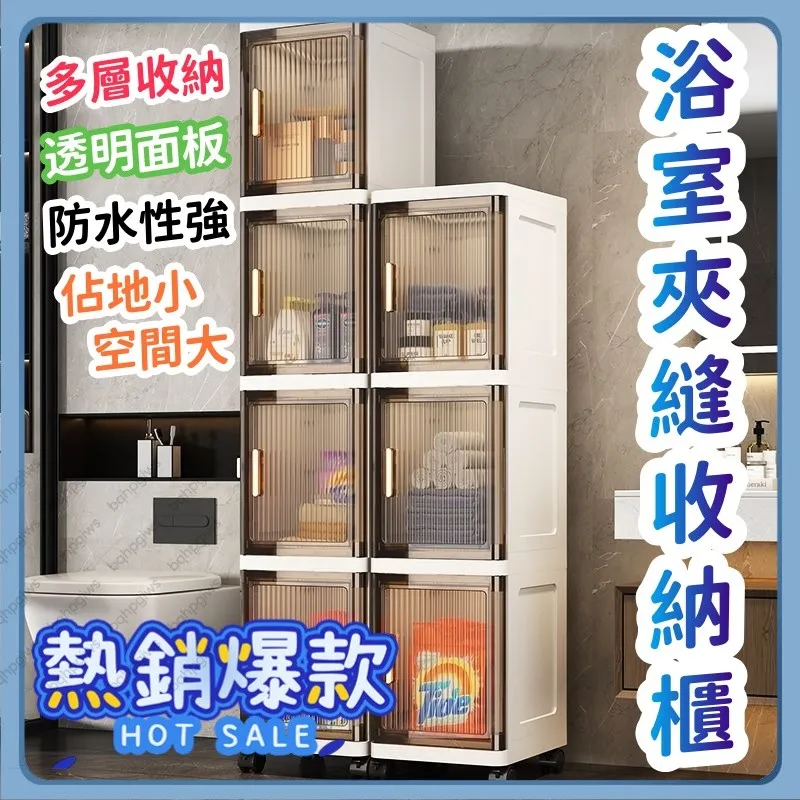 多層收納
透明面板
防水性強
佔地小
空間大
浴室夾縫收納櫃
熱銷爆款
HOT SALE
Tide
bqhpgiws